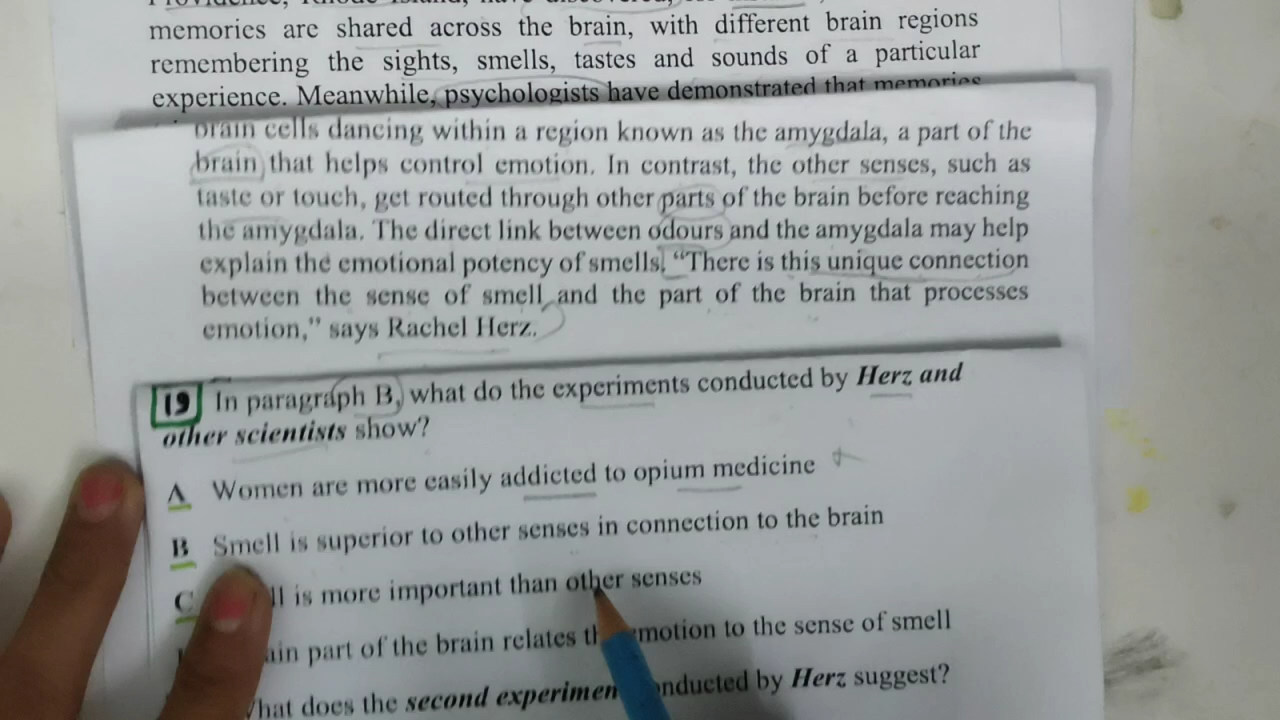 memories are shared across the brain, with different brain regions
remembering the sights, smells, tastes and sounds of a particular
experience. Meanwhile, psychologists have demonstrated that memories
brain cells dancing within a region known as the amygdala, a part of the
brain that helps control emotion. In contrast, the other senses, such as
taste or touch, get routed through other parts of the brain before reaching
the amygdala. The direct link between odours and the amygdala may help
explain the emotional potency of smells. “There is this unique connection
between the sense of smell and the part of the brain that processes
emotion,” says Rachel Herz.
19 In paragraph B, what do the experiments conducted by Herz and
other scientists show?
A Women are more easily addicted to opium medicine
B Smell is superior to other senses in connection to the brain
C ll is more important than other senses
ain part of the brain relates th motion to the sense of smell
hat does the second experimen nducted by Herz suggest?